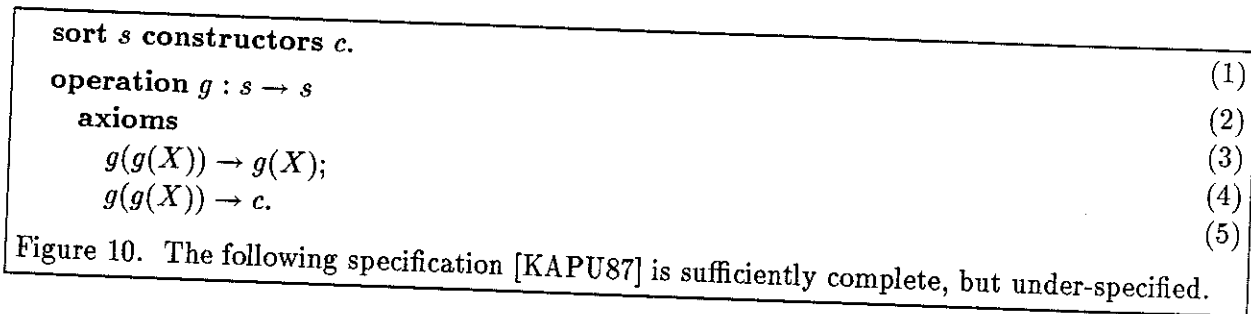 sort s constructors c. (1)
operation g : s → s (2)
axioms (3)
g(g(X)) → g(X); (4)
g(g(X)) → c. (5)
Figure 10. The following specification [KAPU87] is sufficiently complete, but under-specified.